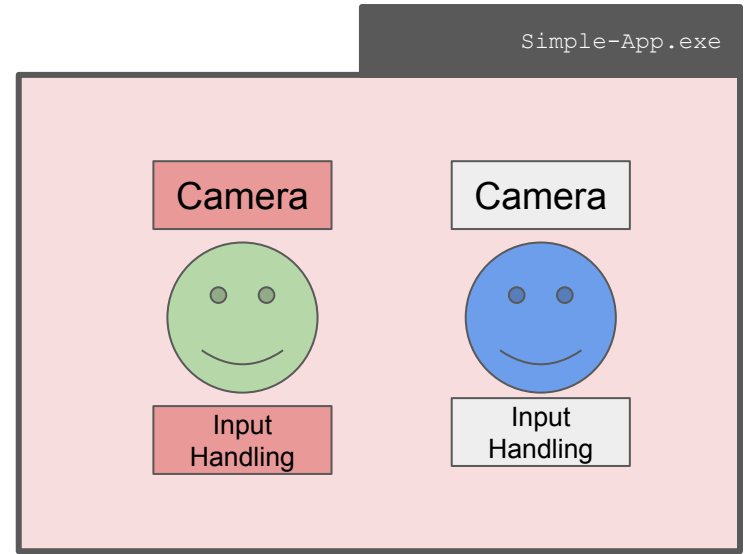 Simple-App.exe
Camera
Camera
Input
Handling
Input
Handling